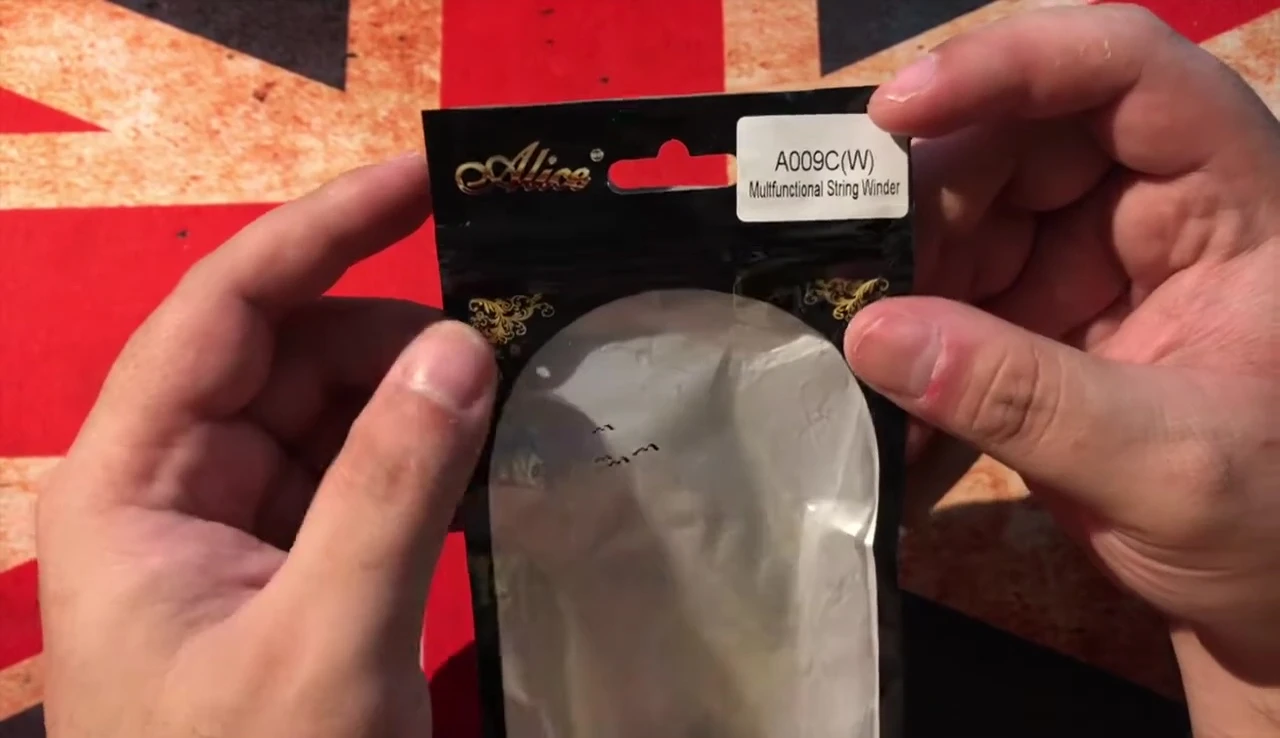 Alice®
A009C(W)
Multfunctional String Winder